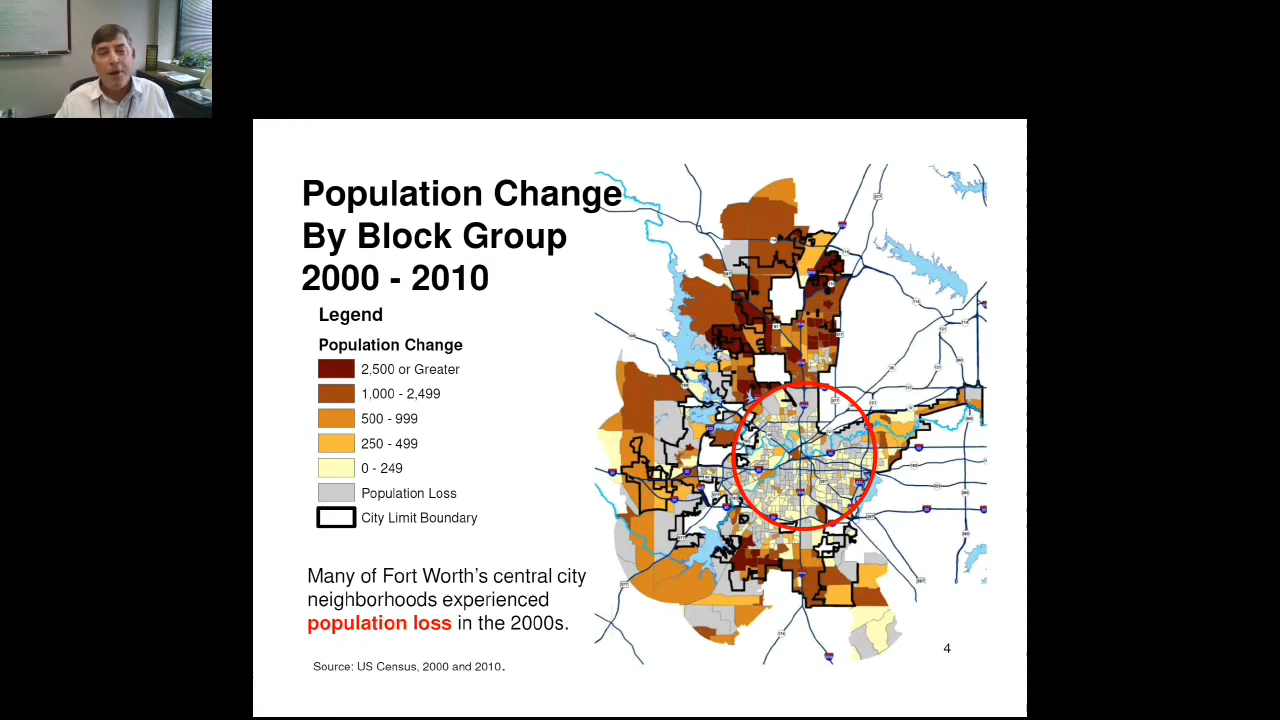 Population Change
By Block Group
2000 - 2010
Legend
Population Change
2,500 or Greater
1,000 - 2,499
500 - 999
250 - 499
0 - 249
Population Loss
City Limit Boundary
Many of Fort Worth's central city
neighborhoods experienced
population loss in the 2000s.
Source: US Census, 2000 and 2010.
4